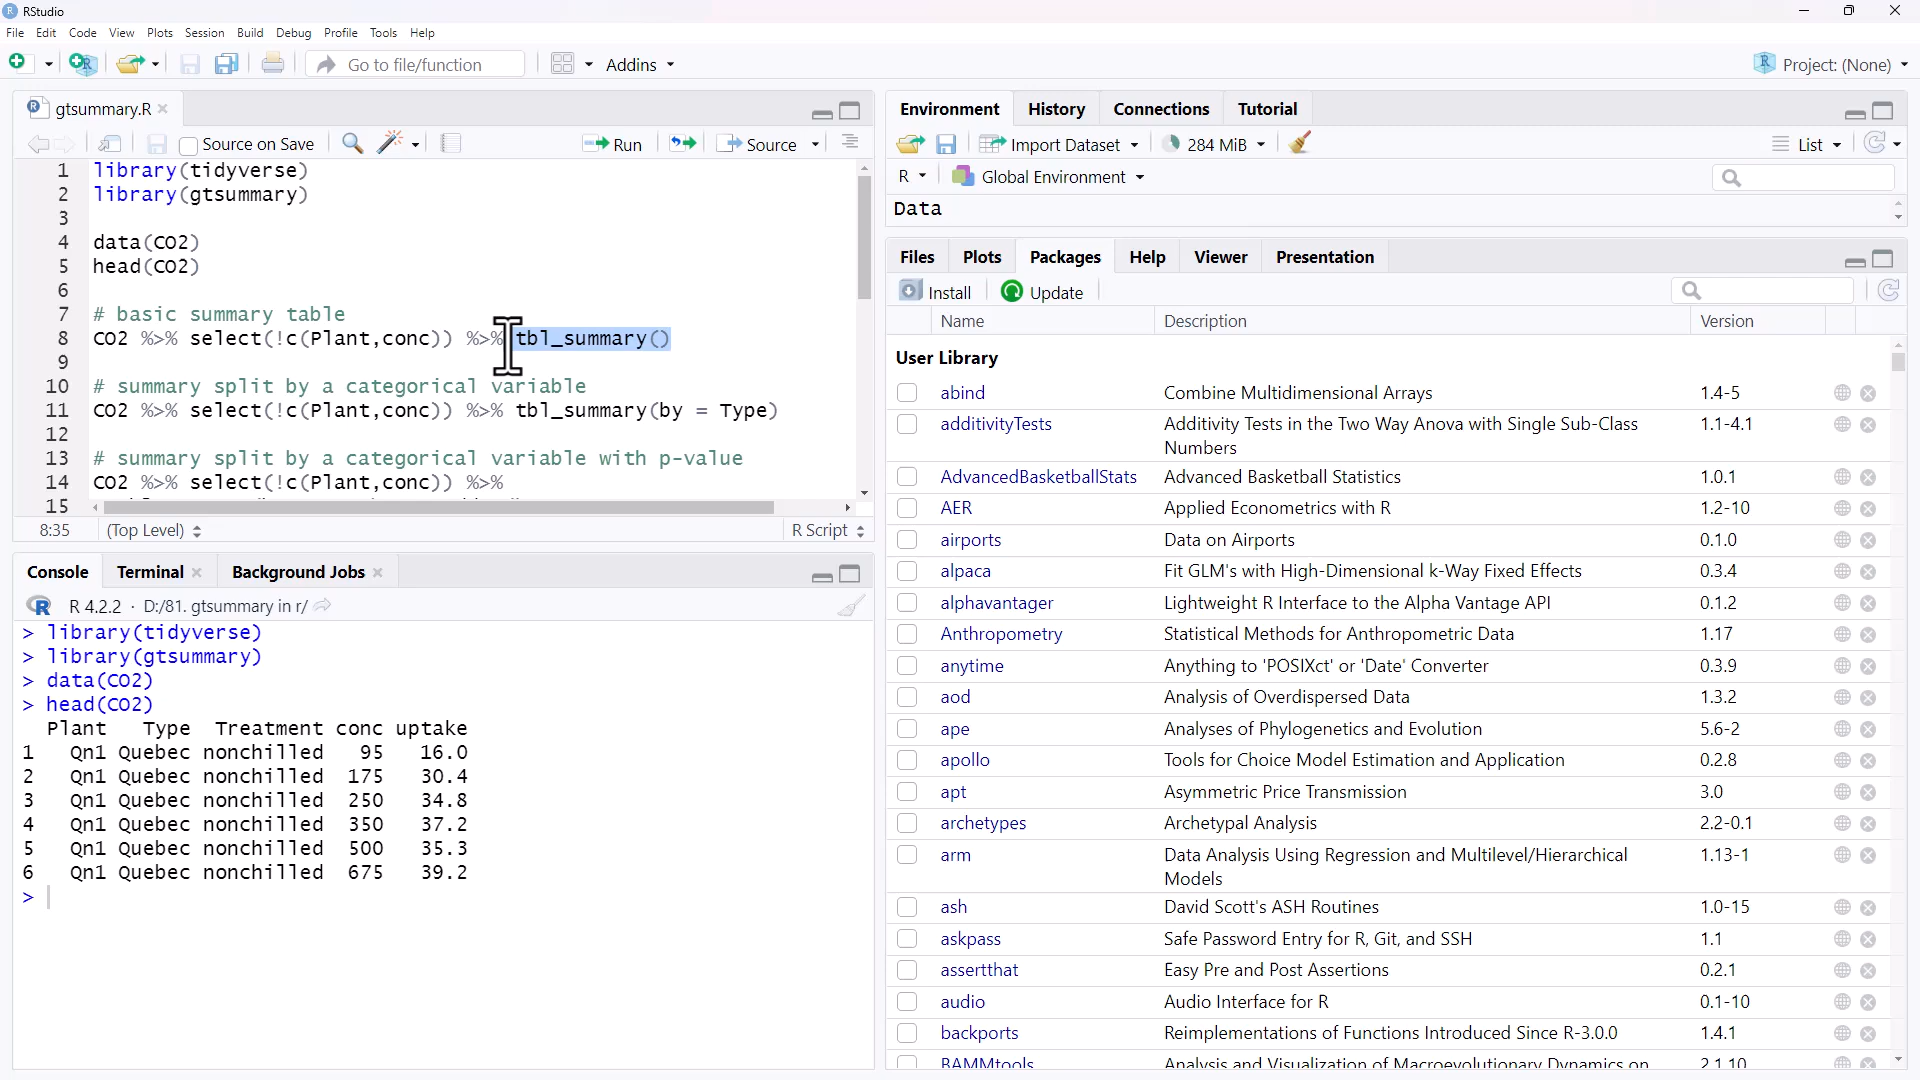 RStudio
File Edit Code View Plots Session Build Debug Profile Tools Help
Go to file/function Addins Project: (None)
gtsummary.R
Source on Save Run Source
1 library(tidyverse)
2 library(gtsummary)
3
4 data(CO2)
5 head(CO2)
6
7 # basic summary table
8 CO2 %>% select(!c(Plant,conc)) %>% tbl_summary()
9
10 # summary split by a categorical variable
11 CO2 %>% select(!c(Plant,conc)) %>% tbl_summary(by = Type)
12
13 # summary split by a categorical variable with p-value
14 CO2 %>% select(!c(Plant,conc)) %>%
15
8:35 (Top Level) R Script
Console Terminal Background Jobs
R 4.2.2 · D:/81. gtsummary in r/
> library(tidyverse)
> library(gtsummary)
> data(CO2)
> head(CO2)
Plant Type Treatment conc uptake
1 Qn1 Quebec nonchilled 95 16.0
2 Qn1 Quebec nonchilled 175 30.4
3 Qn1 Quebec nonchilled 250 34.8
4 Qn1 Quebec nonchilled 350 37.2
5 Qn1 Quebec nonchilled 500 35.3
6 Qn1 Quebec nonchilled 675 39.2
>
Environment History Connections Tutorial
Import Dataset 284 MiB List
R Global Environment
Data
Files Plots Packages Help Viewer Presentation
Install Update
Name Description Version
User Library
abind Combine Multidimensional Arrays 1.4-5
additivityTests Additivity Tests in the Two Way Anova with Single Sub-Class 1.1-4.1
Numbers
AdvancedBasketballStats Advanced Basketball Statistics 1.0.1
AER Applied Econometrics with R 1.2-10
airports Data on Airports 0.1.0
alpaca Fit GLM's with High-Dimensional k-Way Fixed Effects 0.3.4
alphavantager Lightweight R Interface to the Alpha Vantage API 0.1.2
Anthropometry Statistical Methods for Anthropometric Data 1.17
anytime Anything to 'POSIXct' or 'Date' Converter 0.3.9
aod Analysis of Overdispersed Data 1.3.2
ape Analyses of Phylogenetics and Evolution 5.6-2
apollo Tools for Choice Model Estimation and Application 0.2.8
apt Asymmetric Price Transmission 3.0
archetypes Archetypal Analysis 2.2-0.1
arm Data Analysis Using Regression and Multilevel/Hierarchical 1.13-1
Models
ash David Scott's ASH Routines 1.0-15
askpass Safe Password Entry for R, Git, and SSH 1.1
assertthat Easy Pre and Post Assertions 0.2.1
audio Audio Interface for R 0.1-10
backports Reimplementations of Functions Introduced Since R-3.0.0 1.4.1
BAMMtools Analysis and Visualization of Macroevolutionary Dynamics on 2.1.10